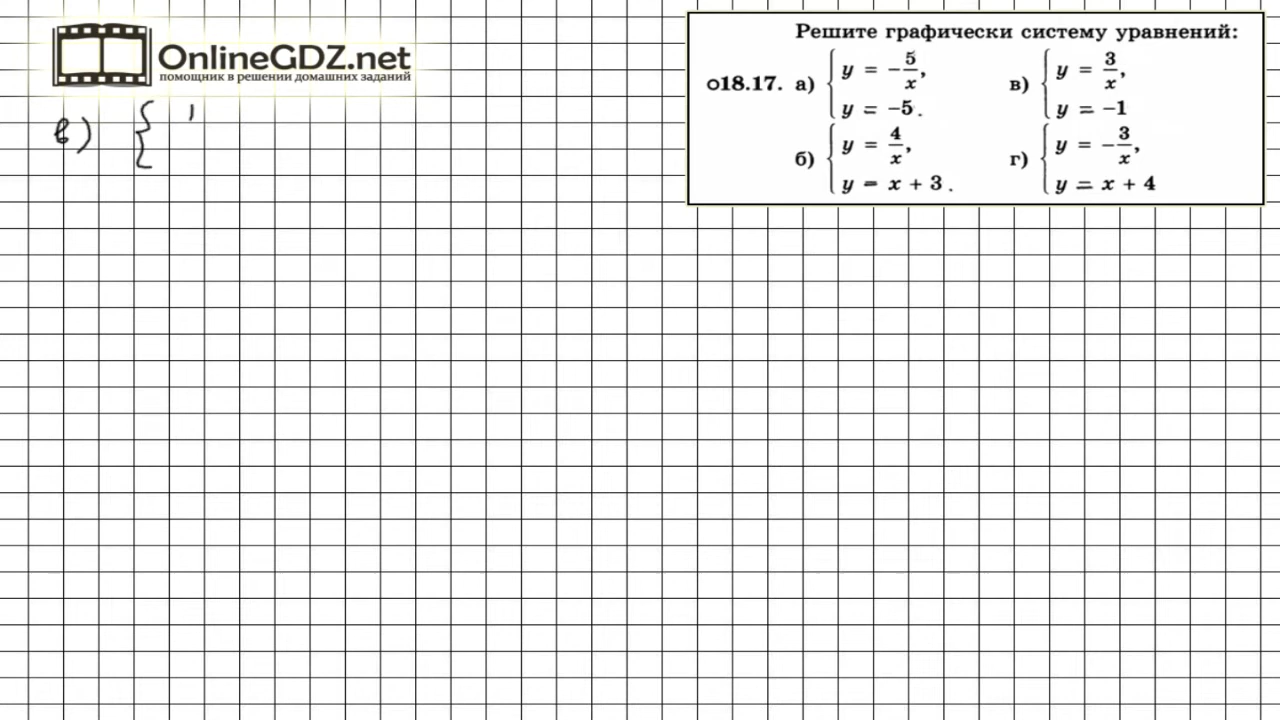 OnlineGDZ.net
помощник в решении домашних заданий
в) {
Решите графически систему уравнений:
о18.17. а) { y = -5/x, y = -5.
в) { y = 3/x, y = -1
б) { y = 4/x, y = x + 3.
г) { y = -3/x, y = x + 4